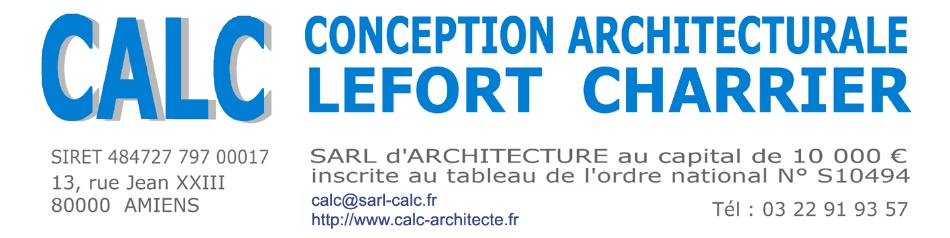 CALC
CONCEPTION ARCHITECTURALE
LEFORT CHARRIER
SIRET 484727 797 00017
13, rue Jean XXIII
80000 AMIENS
SARL d'ARCHITECTURE au capital de 10 000 €
inscrite au tableau de l'ordre national N° S10494
calc@sarl-calc.fr
http://www.calc-architecte.fr
Tél : 03 22 91 93 57